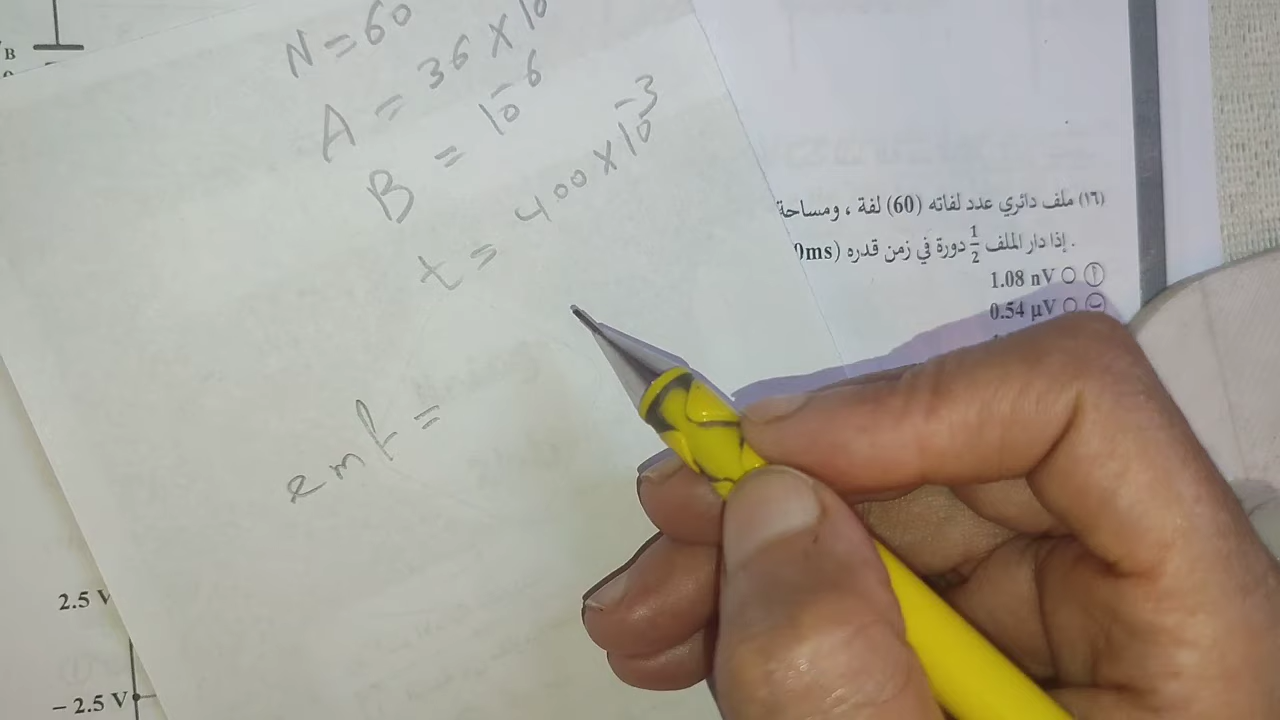 N = 60
A = 36 × 10
B = 10^-6
t = 400 × 10^-3
emf =
(١٦) ملف دائري عدد لفاته (60) لفة ، ومساحة
إذا دار الملف 1/2 دورة في زمن قدره (0ms
أ 1.08 nV
ب 0.54 μV
B
2.5 V
− 2.5 V